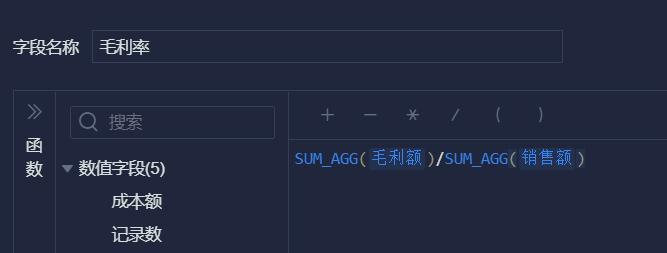 字段名称 毛利率
函数
搜索
数值字段(5)
成本额
记录数
+ - * / ( )
SUM_AGG(毛利额)/SUM_AGG(销售额)